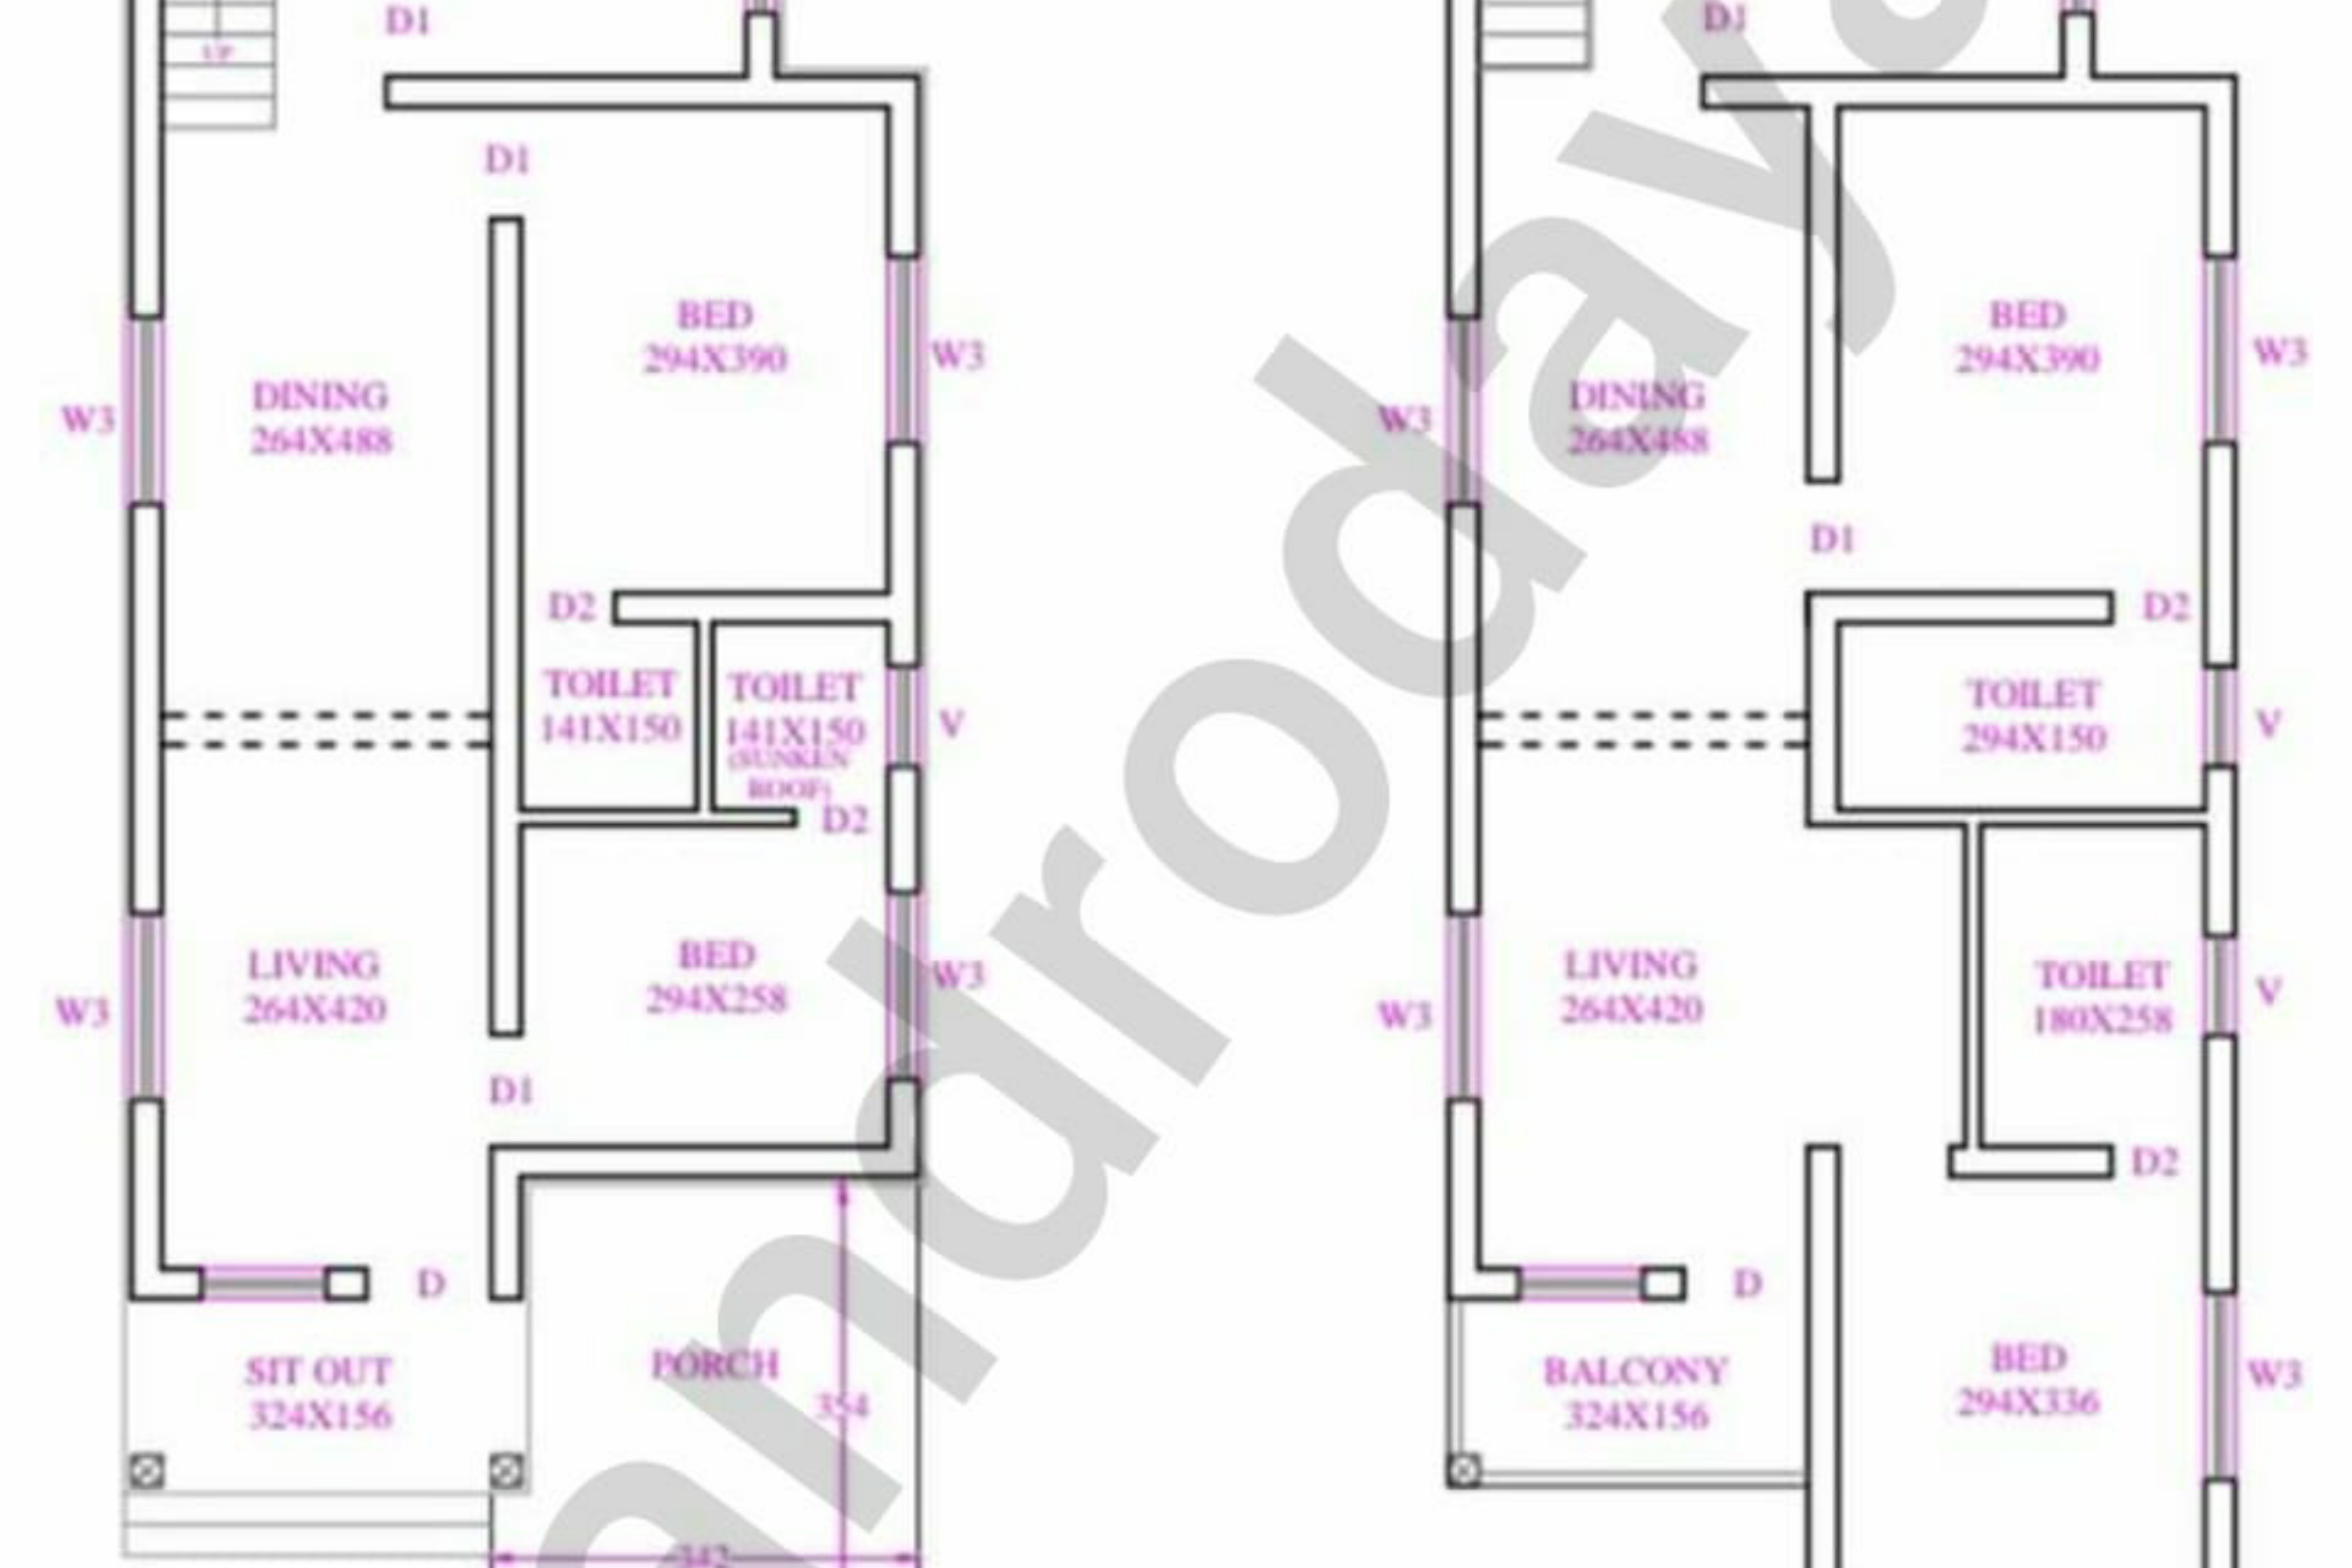 D1
UP
D1
BED
294X390
W3
DINING
264X488
W3
D2
TOILET
141X150
TOILET
141X150
(SUNKEN
ROOF)
V
D2
LIVING
264X420
W3
BED
294X258
W3
D1
D
SIT OUT
324X156
PORCH
354
342
D1
BED
294X390
W3
DINING
264X488
W3
D1
D2
TOILET
294X150
V
LIVING
264X420
W3
TOILET
180X258
V
D2
D
BALCONY
324X156
BED
294X336
W3